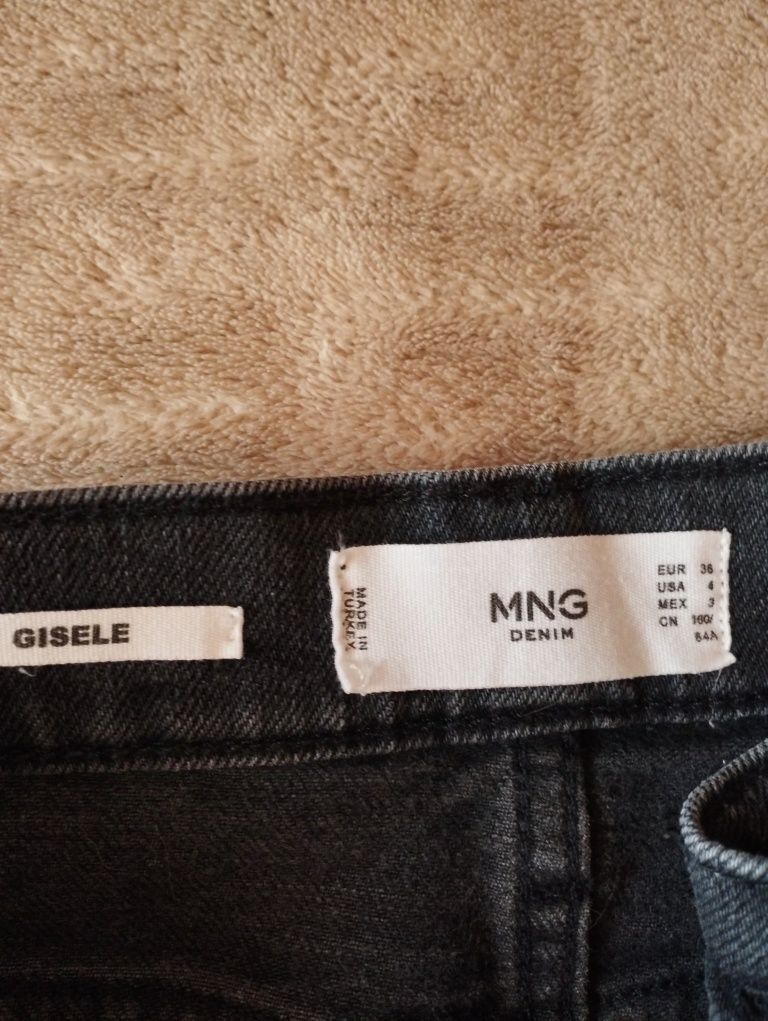 GISELE
MADE IN
TURKEY
MNG
DENIM
EUR 36
USA 4
MEX 3
CN 160/
64A